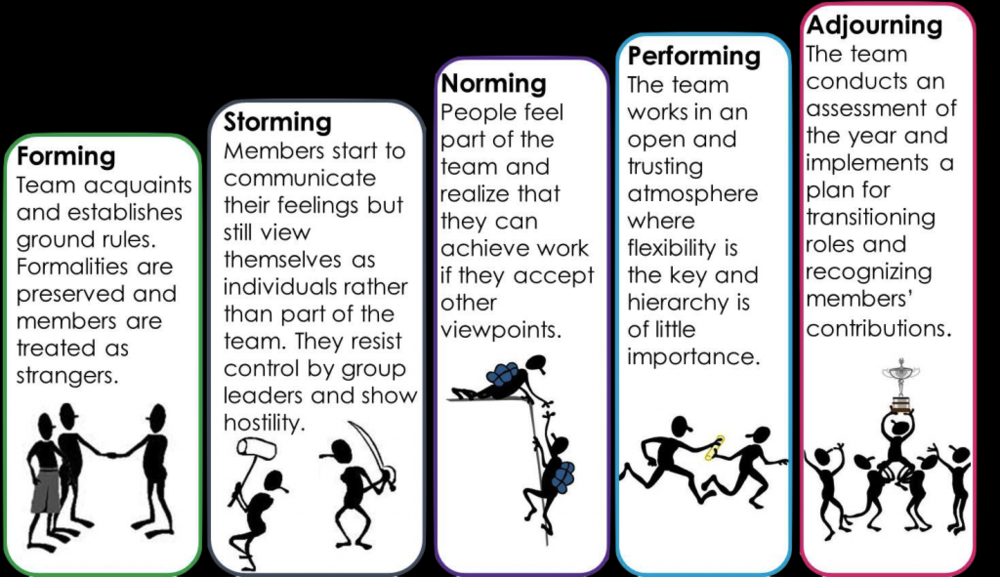 Forming
Team acquaints
and establishes
ground rules.
Formalities are
preserved and
members are
treated as
strangers.
Storming
Members start to
communicate
their feelings but
still view
themselves as
individuals rather
than part of the
team. They resist
control by group
leaders and show
hostility.
Norming
People feel
part of the
team and
realize that
they can
achieve work
if they accept
other
viewpoints.
Performing
The team
works in an
open and
trusting
atmosphere
where
flexibility is
the key and
hierarchy is
of little
importance.
Adjourning
The team
conducts an
assessment of
the year and
implements a
plan for
transitioning
roles and
recognizing
members’
contributions.